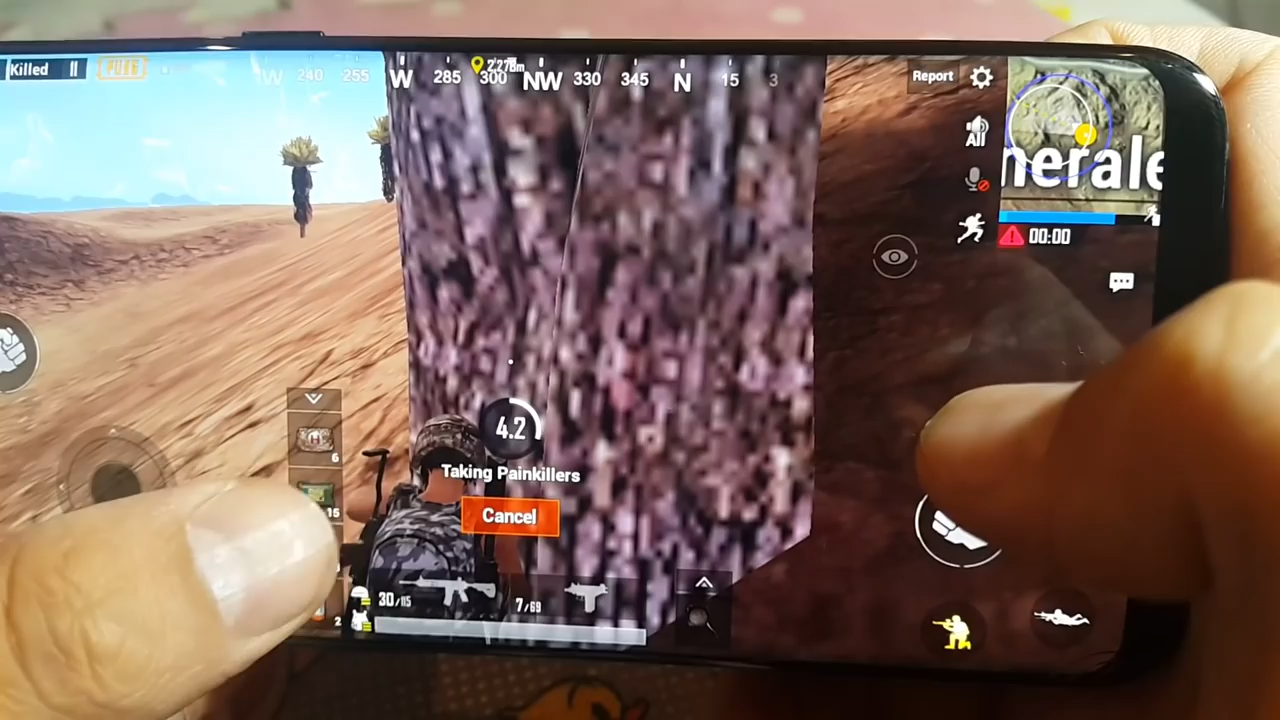 Killed ||
PUBG
W 240 255 W 285 300 NW 330 345 N 15 3
Report
All
nerale
00:00
6
15
4.2
Taking Painkillers
Cancel
30/115
7/69
2